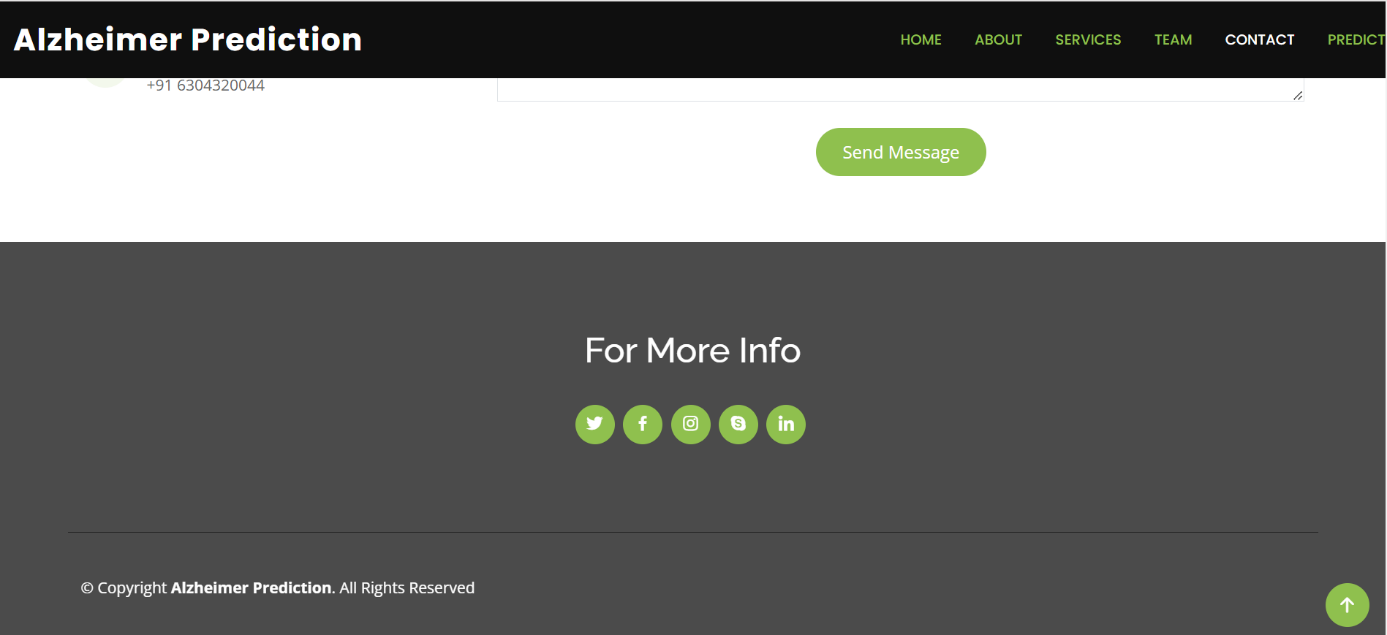 Alzheimer Prediction
HOME ABOUT SERVICES TEAM CONTACT PREDICT
+91 6304320044
Send Message
For More Info
© Copyright Alzheimer Prediction. All Rights Reserved